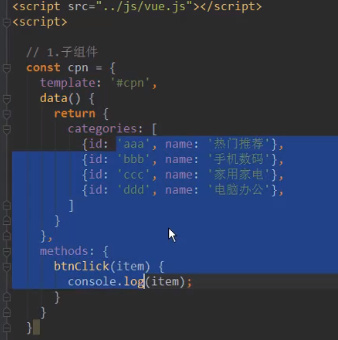 <script src="../js/vue.js"></script>
<script>
// 1.子组件
const cpn = {
template: '#cpn',
data() {
return {
categories: [
{id: 'aaa', name: '热门推荐'},
{id: 'bbb', name: '手机数码'},
{id: 'ccc', name: '家用家电'},
{id: 'ddd', name: '电脑办公'},
]
}
},
methods: {
btnClick(item) {
console.log(item);
}
}
}